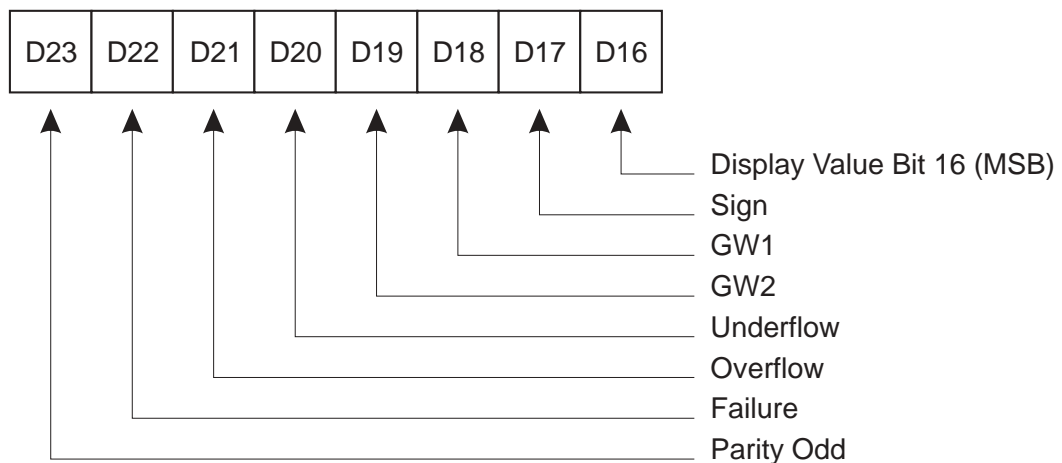 D23 D22 D21 D20 D19 D18 D17 D16
Display Value Bit 16 (MSB)
Sign
GW1
GW2
Underflow
Overflow
Failure
Parity Odd